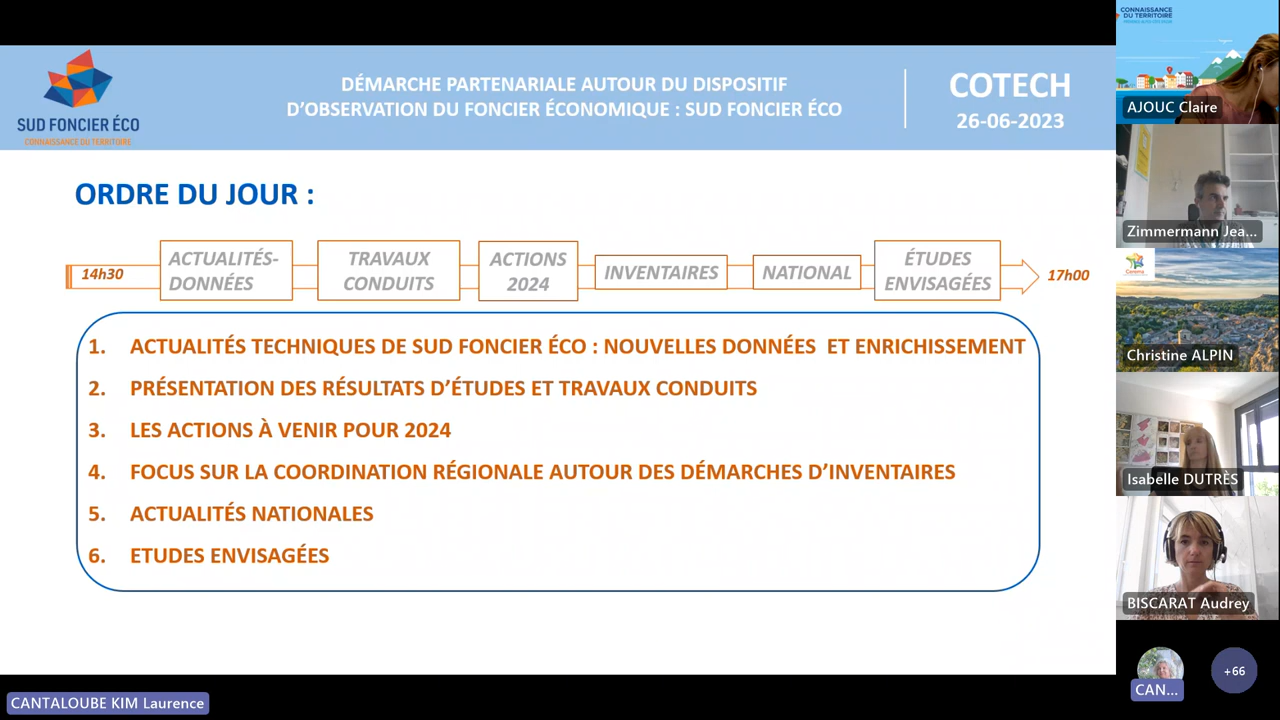 SUD FONCIER ÉCO
CONNAISSANCE DU TERRITOIRE
DÉMARCHE PARTENARIALE AUTOUR DU DISPOSITIF
D'OBSERVATION DU FONCIER ÉCONOMIQUE : SUD FONCIER ÉCO
COTECH
26-06-2023
ORDRE DU JOUR :
14h30
ACTUALITÉS-
DONNÉES
TRAVAUX
CONDUITS
ACTIONS
2024
INVENTAIRES
NATIONAL
ÉTUDES
ENVISAGÉES
17h00
1. ACTUALITÉS TECHNIQUES DE SUD FONCIER ÉCO : NOUVELLES DONNÉES ET ENRICHISSEMENT
2. PRÉSENTATION DES RÉSULTATS D'ÉTUDES ET TRAVAUX CONDUITS
3. LES ACTIONS À VENIR POUR 2024
4. FOCUS SUR LA COORDINATION RÉGIONALE AUTOUR DES DÉMARCHES D'INVENTAIRES
5. ACTUALITÉS NATIONALES
6. ETUDES ENVISAGÉES
CANTALOUBE KIM Laurence
CONNAISSANCE
DU TERRITOIRE
AJOUC Claire
Zimmermann Jea...
Cerema
Christine ALPIN
Isabelle DUTRÈS
BISCARAT Audrey
CAN...
+66